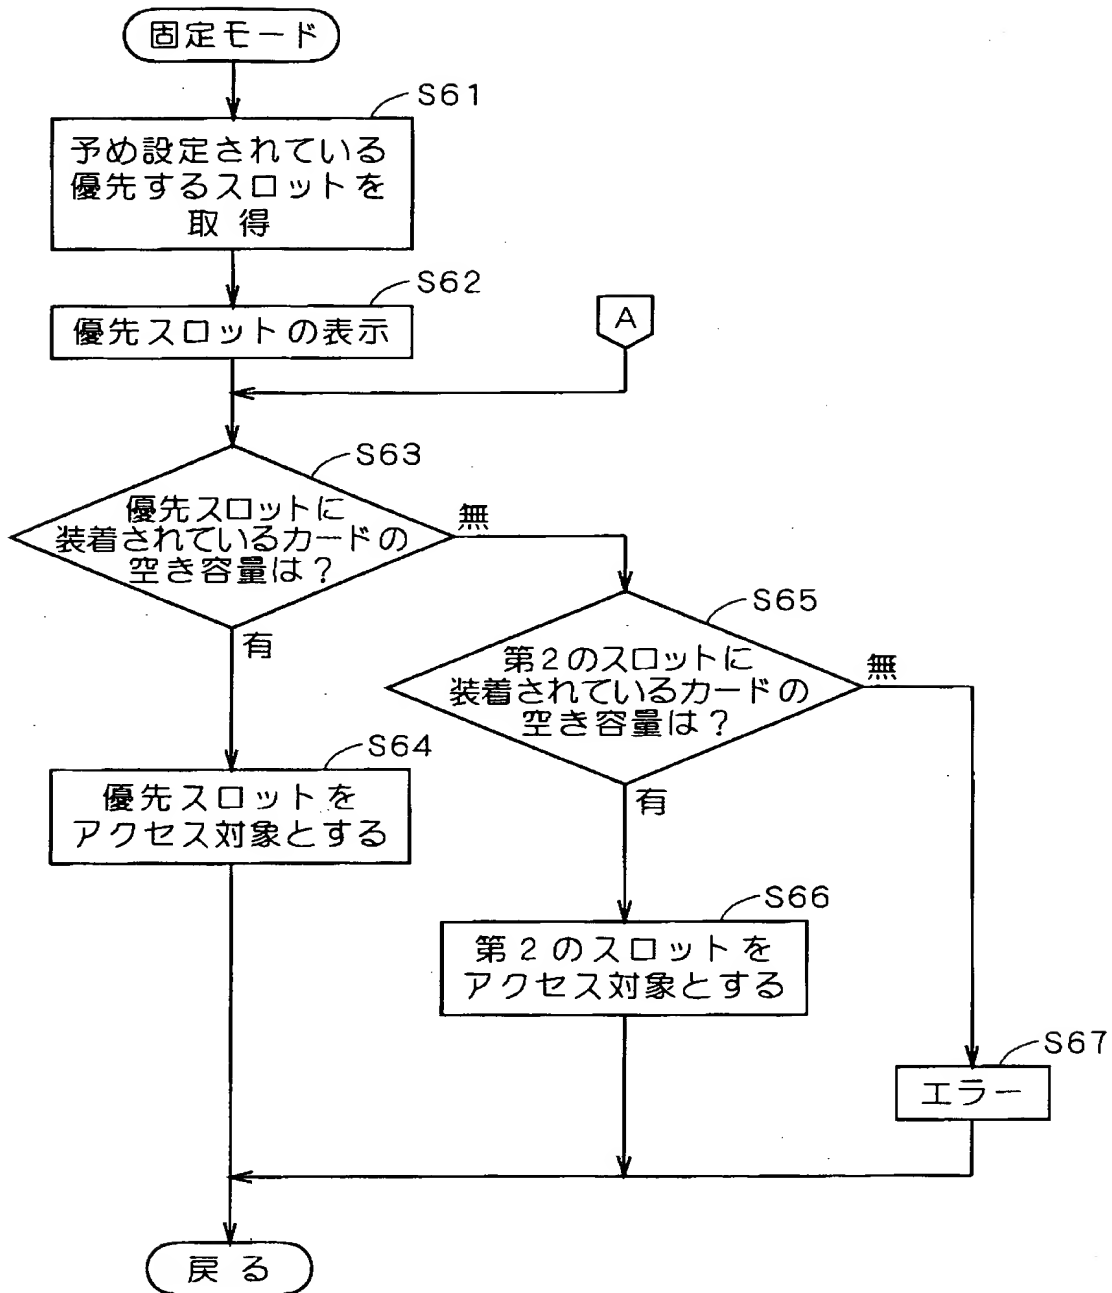 固定モード
S61
予め設定されている
優先するスロットを
取得
S62
優先スロットの表示
A
S63
優先スロットに
装着されているカードの
空き容量は？
無
有
S65
第2のスロットに
装着されているカードの
空き容量は？
無
有
S64
優先スロットを
アクセス対象とする
S66
第2のスロットを
アクセス対象とする
S67
エラー
戻る